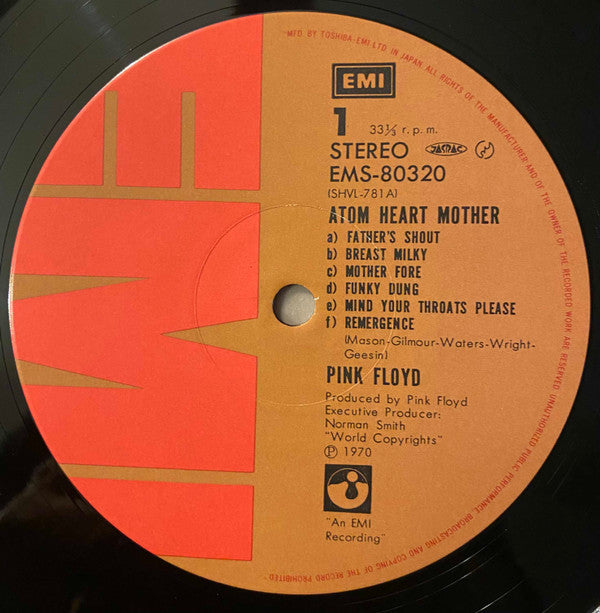 MFD BY TOSHIBA-EMI LTD. IN JAPAN ALL RIGHTS OF THE MANUFACTURER AND OF THE OWNER OF THE RECORDED WORK ARE RESERVED UNAUTHORIZED PUBLIC PERFORMANCE BROADCASTING AND COPYING OF THE RECORD PROHIBITED
EMI
EMI
1 33⅓ r.p.m.
STEREO JASRAC
EMS-80320
(SHVL-781A)
ATOM HEART MOTHER
a) FATHER'S SHOUT
b) BREAST MILKY
c) MOTHER FORE
d) FUNKY DUNG
e) MIND YOUR THROATS PLEASE
f) REMERGENCE
(Mason-Gilmour-Waters-Wright-
Geesin)
PINK FLOYD
Produced by Pink Floyd
Executive Producer:
Norman Smith
"World Copyrights"
Ⓟ 1970
"An EMI
Recording"